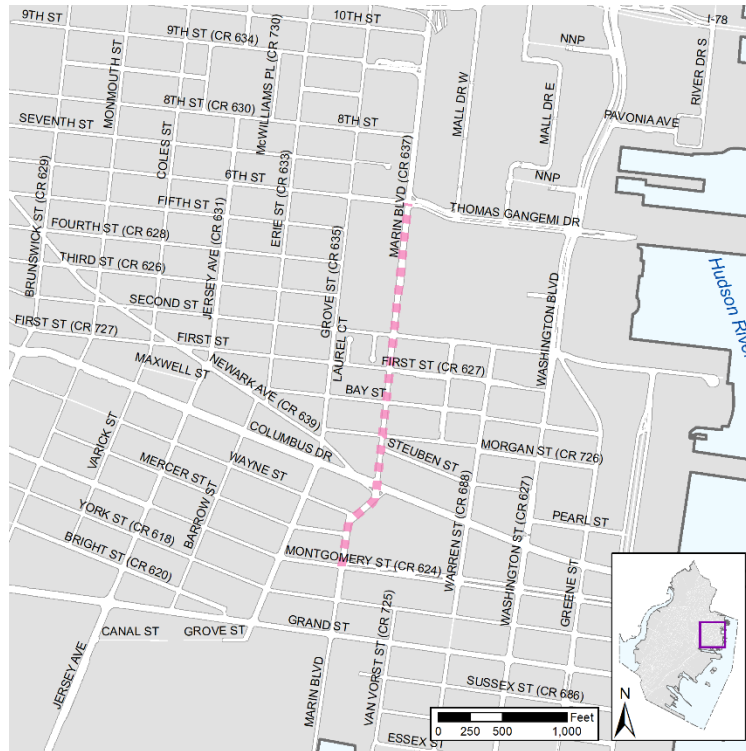 9TH ST
9TH ST (CR 634)
10TH ST
I-78
NNP
MONMOUTH ST
McWILLIAMS PL (CR 730)
MALL DR W
MALL DR E
RIVER DR S
8TH ST (CR 630)
SEVENTH ST
COLES ST
8TH ST
PAVONIA AVE
6TH ST
ERIE ST (CR 633)
MARIN BLVD (CR 637)
NNP
BRUNSWICK ST (CR 629)
FIFTH ST
FOURTH ST (CR 628)
JERSEY AVE (CR 631)
THOMAS GANGEMI DR
THIRD ST (CR 626)
GROVE ST (CR 635)
WASHINGTON BLVD
Hudson River
SECOND ST
FIRST ST (CR 727)
FIRST ST
LAUREL CT
FIRST ST (CR 627)
MAXWELL ST
NEWARK AVE (CR 639)
BAY ST
COLUMBUS DR
STEUBEN ST
MORGAN ST (CR 726)
VARICK ST
WAYNE ST
MERCER ST
WARREN ST (CR 688)
WASHINGTON ST (CR 627)
YORK ST (CR 618)
BARROW ST
PEARL ST
BRIGHT ST (CR 620)
MONTGOMERY ST (CR 624)
GREENE ST
GRAND ST
VAN VORST ST (CR 725)
CANAL ST
GROVE ST
JERSEY AVE
MARIN BLVD
SUSSEX ST (CR 686)
ESSEX ST
N
Feet
0 250 500 1,000